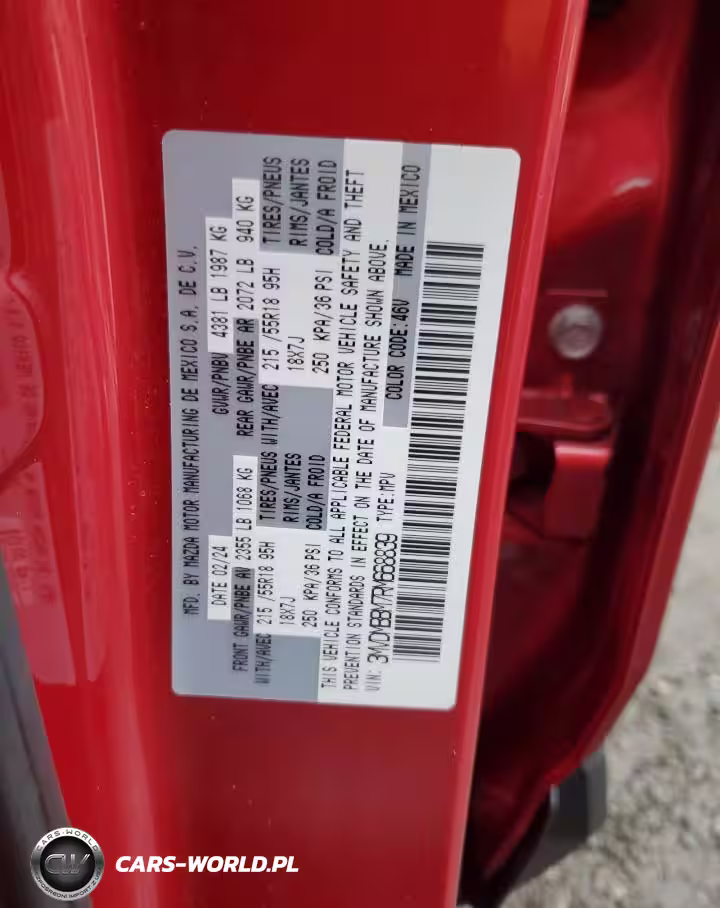 MFD. BY MAZDA MOTOR MANUFACTURING DE MEXICO S.A. DE C.V.
DATE 02/24 GVWR/PNBV 4381 LB 1987 KG
FRONT GAWR/PNBE AV 2355 LB 1068 KG REAR GAWR/PNBE AR 2072 LB 940 KG
WITH/AVEC 215 /55R18 95H TIRES/PNEUS WITH/AVEC 215 /55R18 95H TIRES/PNEUS
18X7J RIMS/JANTES 18X7J RIMS/JANTES
250 KPA/36 PSI COLD/A FROID 250 KPA/36 PSI COLD/A FROID
THIS VEHICLE CONFORMS TO ALL APPLICABLE FEDERAL MOTOR VEHICLE SAFETY AND THEFT
PREVENTION STANDARDS IN EFFECT ON THE DATE OF MANUFACTURE SHOWN ABOVE.
VIN: 3MVDMBBM7RM668839 TYPE:MPV COLOR CODE:46V MADE IN MEXICO
CARS-WORLD
CW
CARS-WORLD.PL